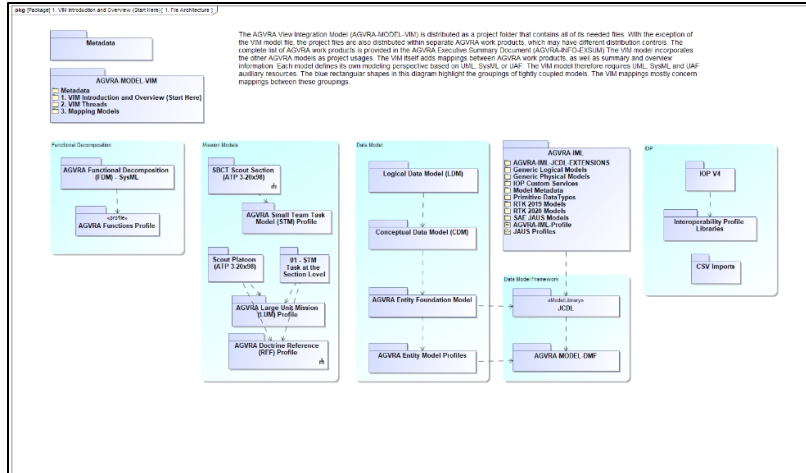 pkg [Package] 1. VIM Introduction and Overview (Start Here) [ 1. File Architecture ]
Metadata
The AGVRA View Integration Model (AGVRA-MODEL-VIM) is distributed as a project folder that contains all of its needed files. With the exception of
the VIM model file, the project files are also distributed within separate AGVRA work products, which may have different distribution controls. The
complete list of AGVRA work products is provided in the AGVRA Executive Summary Document (AGVRA-INFO-EXSUM) The VIM model incorporates
the other AGVRA models as project usages. The VIM itself adds mappings between AGVRA work products, as well as summary and overview
information. Each model defines its own modeling perspective based on UML, SysML or UAF. The VIM model therefore requires UML, SysML and UAF
auxiliary resources. The blue rectangular shapes in this diagram highlight the groupings of tightly coupled models. The VIM mappings mostly concern
mappings between these groupings.
AGVRA-MODEL-VIM
Metadata
1. VIM Introduction and Overview (Start Here)
2. VIM Threads
3. Mapping Models
Functional Decomposition
AGVRA Functional Decomposition
(FDM) - SysML
«profile»
AGVRA Functions Profile
Mission Models
SBCT Scout Section
(ATP 3-20x98)
AGVRA Small Team Task
Model (STM) Profile
Scout Platoon
(ATP 3-20x98)
01 - STM
Task at the
Section Level
AGVRA Large Unit Mission
(LUM) Profile
AGVRA Doctrine Reference
(REF) Profile
Data Model
Logical Data Model (LDM)
Conceptual Data Model (CDM)
AGVRA Entity Foundation Model
AGVRA Entity Model Profiles
AGVRA-IML
AGVRA-IML-JCDL-EXTENSIONS
Generic Logical Models
Generic Physical Models
IOP Custom Services
Model Metadata
Primitive DataTypes
RTK 2019 Models
RTK 2020 Models
SAE JAUS Models
AGVRA-IML-Profile
JAUS Profiles
Data Model Framework
«ModelLibrary»
JCDL
AGVRA-MODEL-DMF
IOP
IOP V4
Interoperability Profile
Libraries
CSV Imports